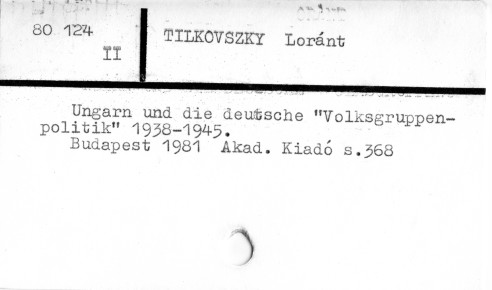 80 124
II
TILKOVSZKY Loránt
Ungarn und die deutsche "Volksgruppen-
politik" 1938-1945.
Budapest 1981 Akad. Kiadó s.368